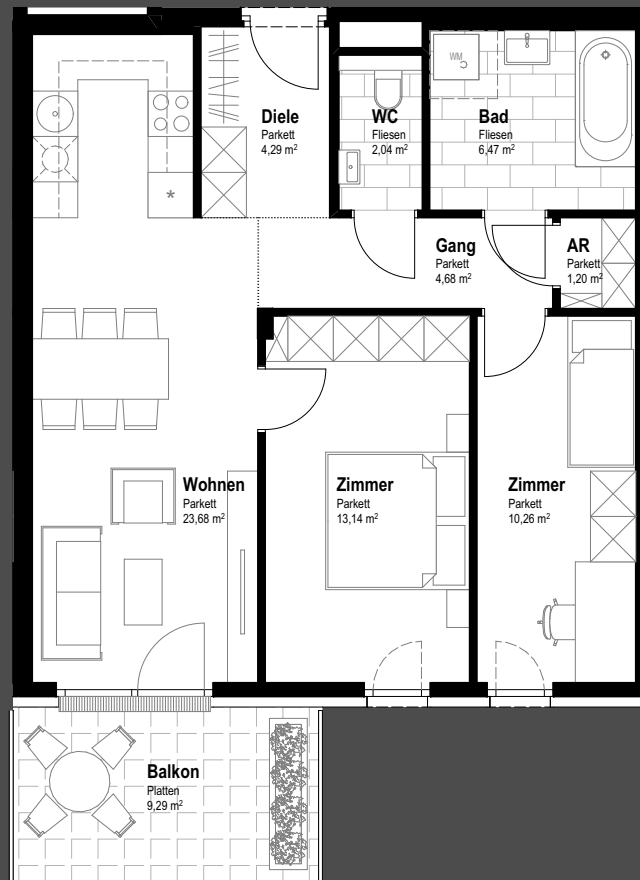 Diele
Parkett
4,29 m²
WC
Fliesen
2,04 m²
WM
Bad
Fliesen
6,47 m²
*
Gang
Parkett
4,68 m²
AR
Parkett
1,20 m²
Wohnen
Parkett
23,68 m²
Zimmer
Parkett
13,14 m²
Zimmer
Parkett
10,26 m²
Balkon
Platten
9,29 m²